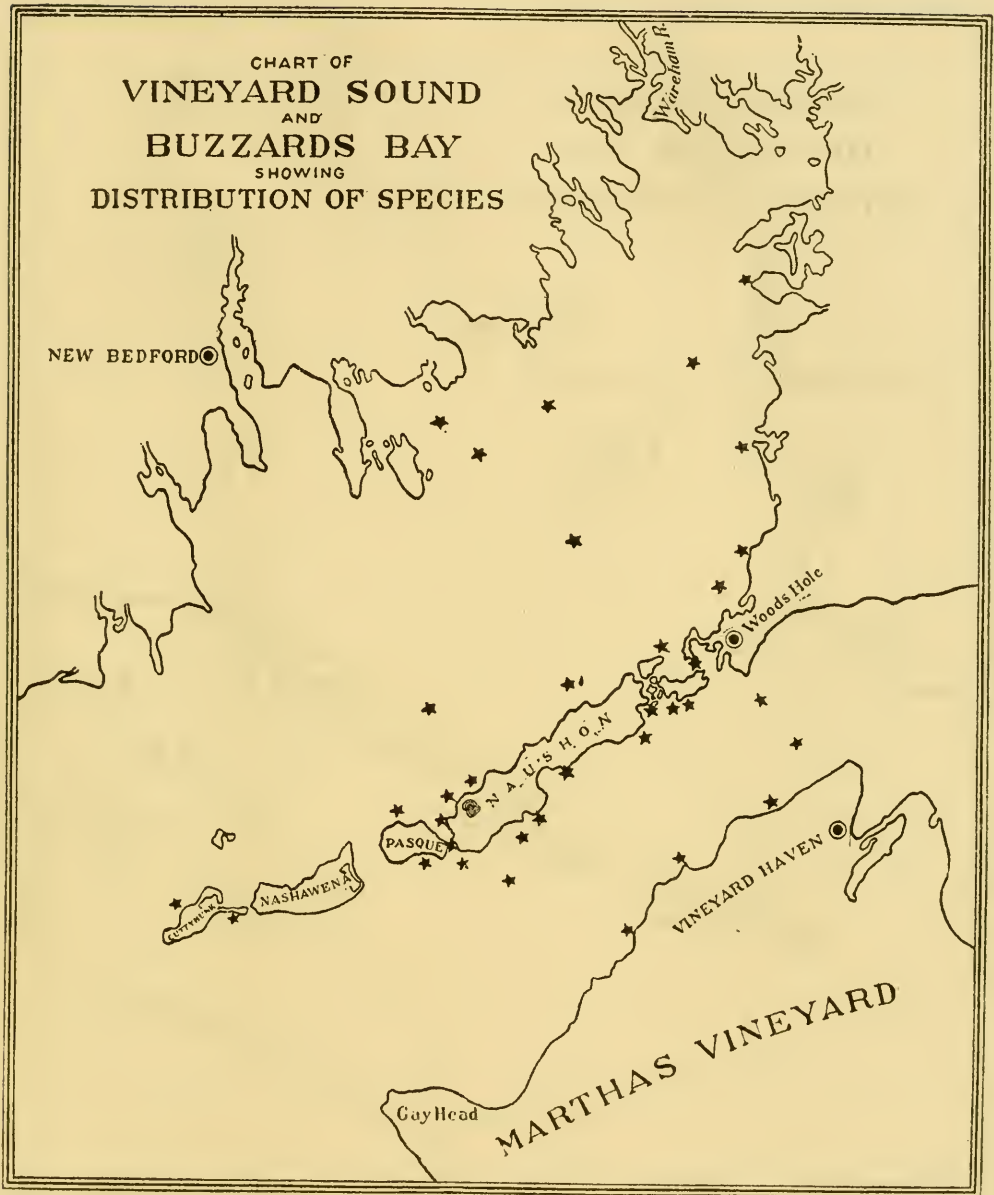 CHART OF
VINEYARD SOUND
AND
BUZZARDS BAY
SHOWING
DISTRIBUTION OF SPECIES
Wareham R.
NEW BEDFORD
Woods Hole
NAUSHON
PASQUE
NASHAWENA
CUTTYHUNK
VINEYARD HAVEN
MARTHAS VINEYARD
Gay Head